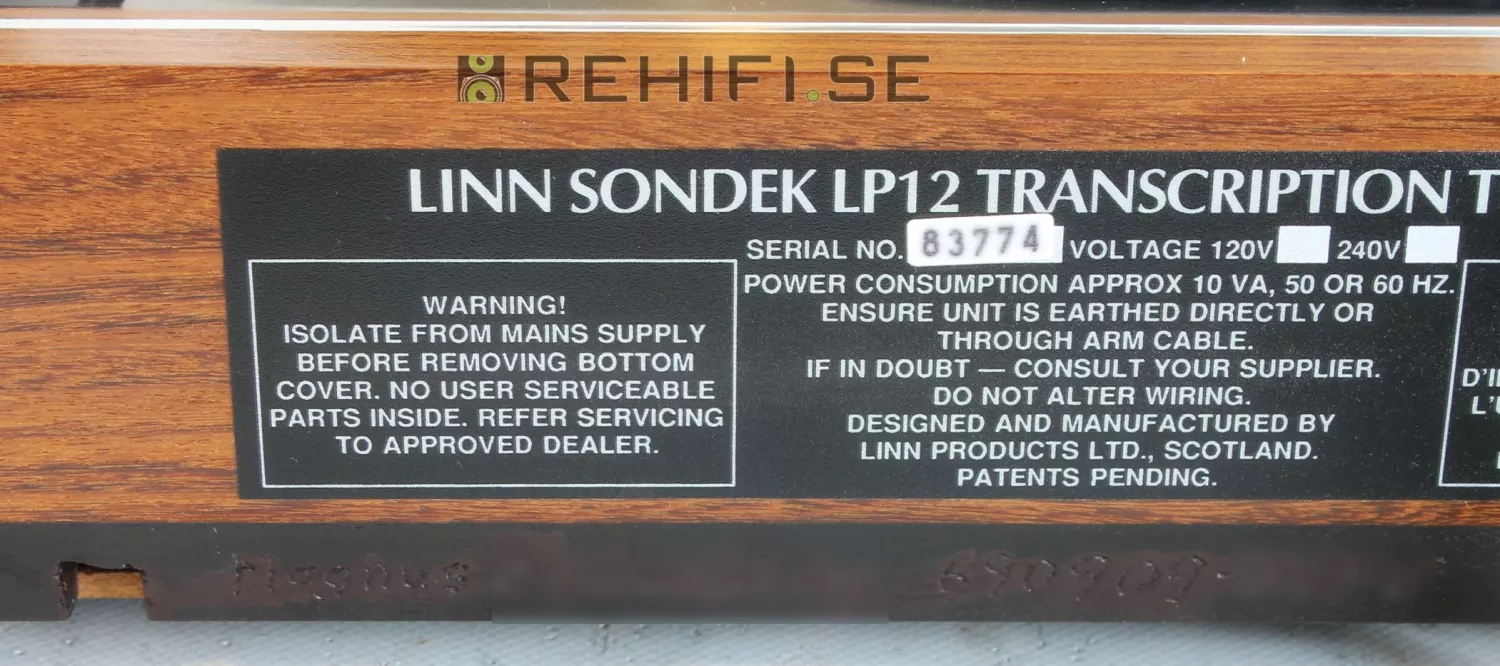 REHIFI.SE
LINN SONDEK LP12 TRANSCRIPTION T
SERIAL NO. 83774 VOLTAGE 120V 240V
WARNING!
ISOLATE FROM MAINS SUPPLY
BEFORE REMOVING BOTTOM
COVER. NO USER SERVICEABLE
PARTS INSIDE. REFER SERVICING
TO APPROVED DEALER.
POWER CONSUMPTION APPROX 10 VA, 50 OR 60 HZ.
ENSURE UNIT IS EARTHED DIRECTLY OR
THROUGH ARM CABLE.
IF IN DOUBT — CONSULT YOUR SUPPLIER.
DO NOT ALTER WIRING.
DESIGNED AND MANUFACTURED BY
LINN PRODUCTS LTD., SCOTLAND.
PATENTS PENDING.
Magnus